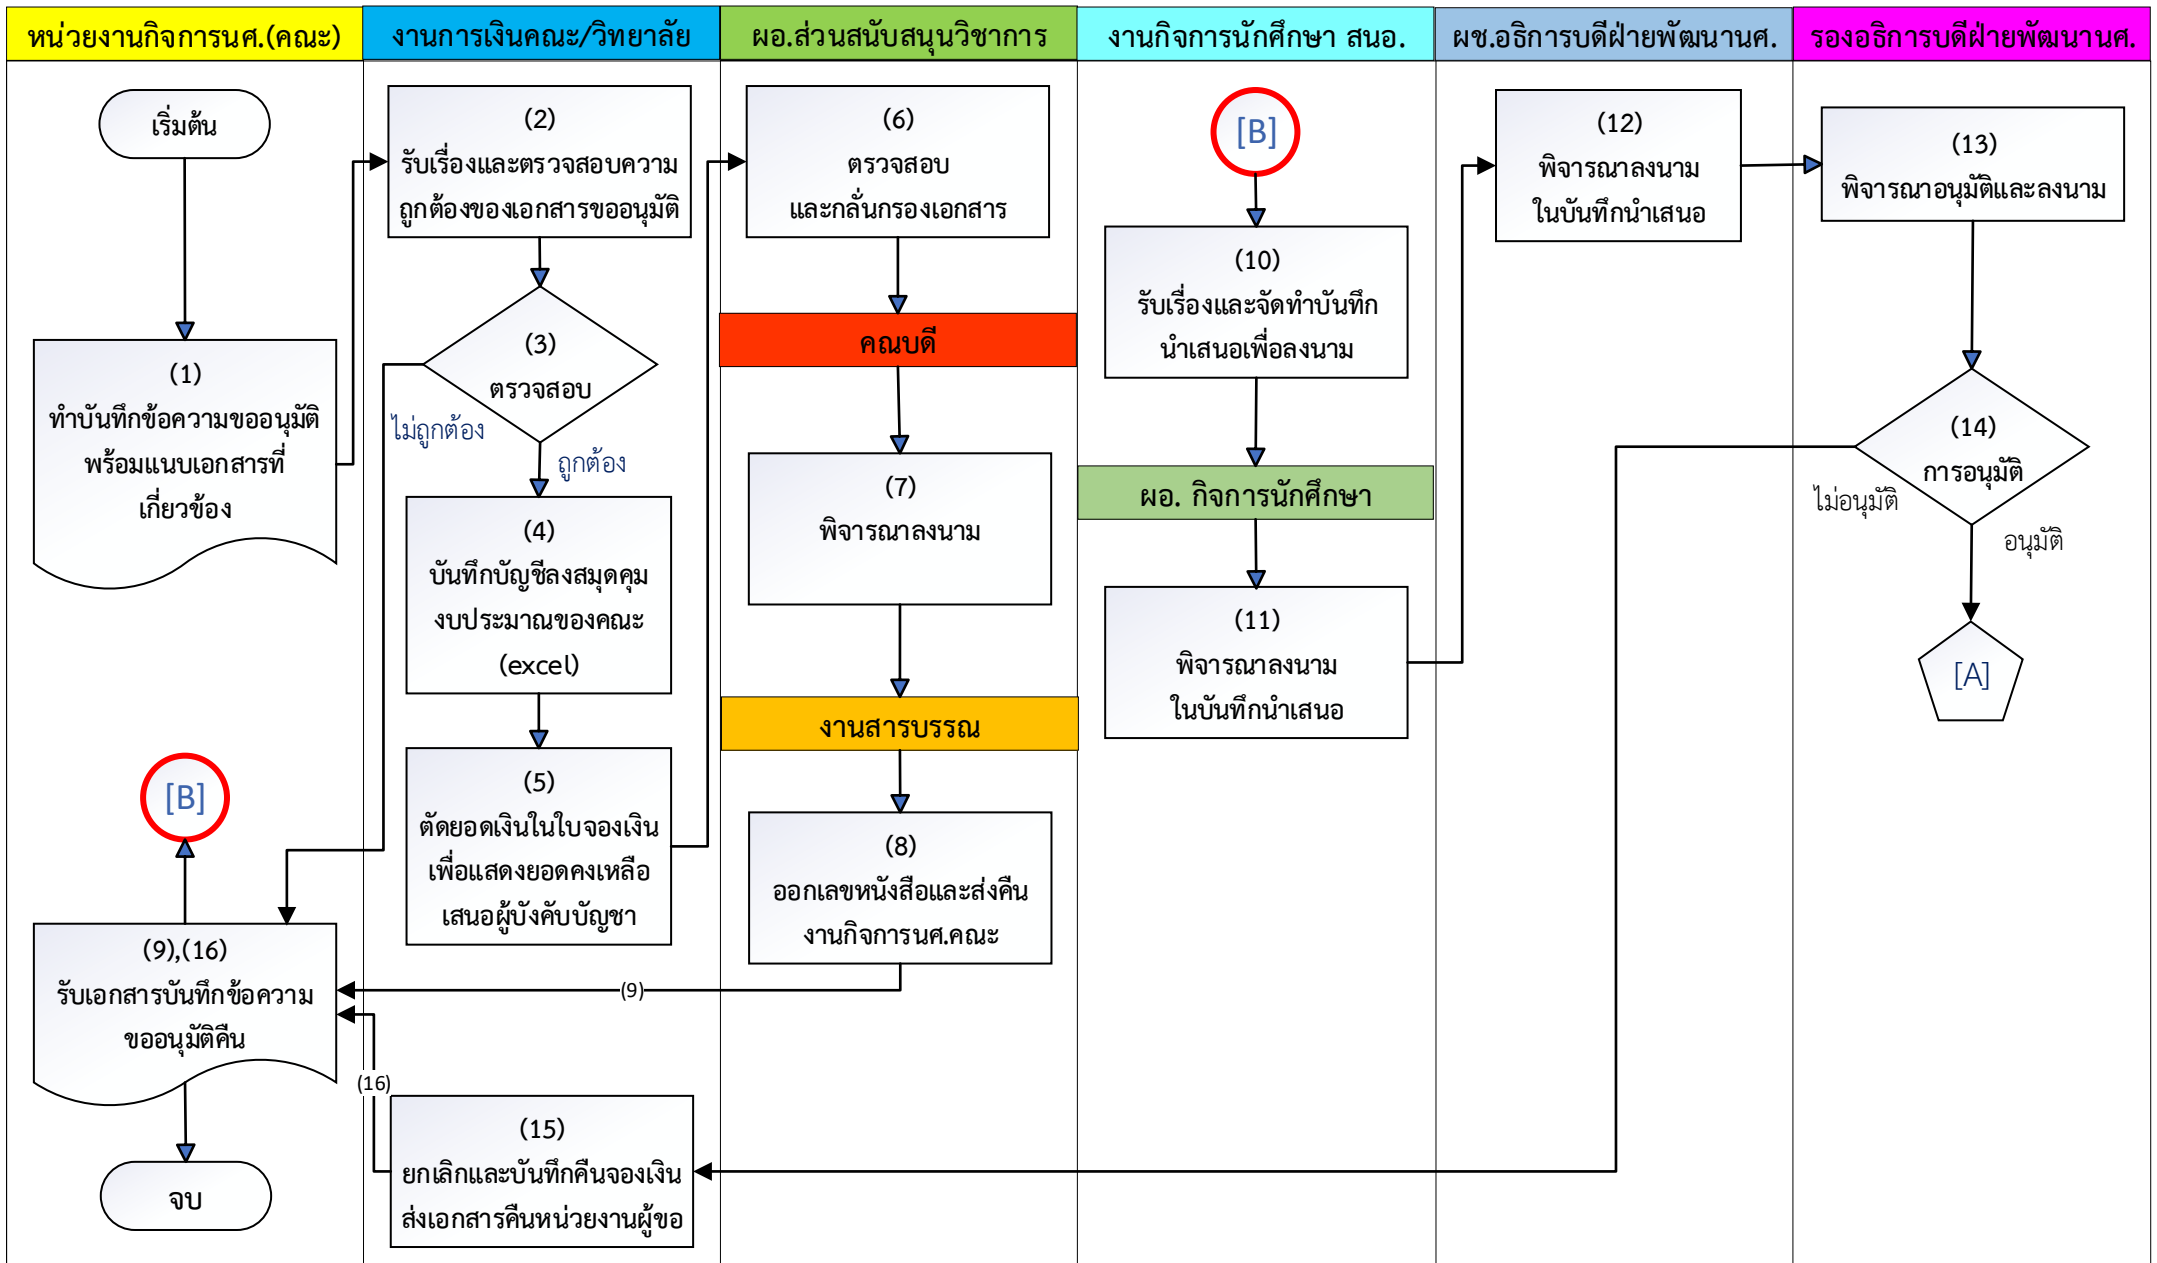 หน่วยงานกิจการนศ.(คณะ)
งานการเงินคณะ/วิทยาลัย
ผอ.ส่วนสนับสนุนวิชาการ
งานกิจการนักศึกษา สนอ.
ผช.อธิการบดีฝ่ายพัฒนานศ.
รองอธิการบดีฝ่ายพัฒนานศ.
เริ่มต้น
(1)
ทำบันทึกข้อความขออนุมัติ
พร้อมแนบเอกสารที่
เกี่ยวข้อง
[B]
(9),(16)
รับเอกสารบันทึกข้อความ
ขออนุมัติคืน
จบ
(2)
รับเรื่องและตรวจสอบความ
ถูกต้องของเอกสารขออนุมัติ
(3)
ตรวจสอบ
ไม่ถูกต้อง
ถูกต้อง
(4)
บันทึกบัญชีลงสมุดคุม
งบประมาณของคณะ
(excel)
(5)
ตัดยอดเงินในใบจองเงิน
เพื่อแสดงยอดคงเหลือ
เสนอผู้บังคับบัญชา
(9)
(16)
(15)
ยกเลิกและบันทึกคืนจองเงิน
ส่งเอกสารคืนหน่วยงานผู้ขอ
(6)
ตรวจสอบ
และกลั่นกรองเอกสาร
คณบดี
(7)
พิจารณาลงนาม
งานสารบรรณ
(8)
ออกเลขหนังสือและส่งคืน
งานกิจการนศ.คณะ
[B]
(10)
รับเรื่องและจัดทำบันทึก
นำเสนอเพื่อลงนาม
ผอ. กิจการนักศึกษา
(11)
พิจารณาลงนาม
ในบันทึกนำเสนอ
(12)
พิจารณาลงนาม
ในบันทึกนำเสนอ
(13)
พิจารณาอนุมัติและลงนาม
(14)
การอนุมัติ
ไม่อนุมัติ
อนุมัติ
[A]